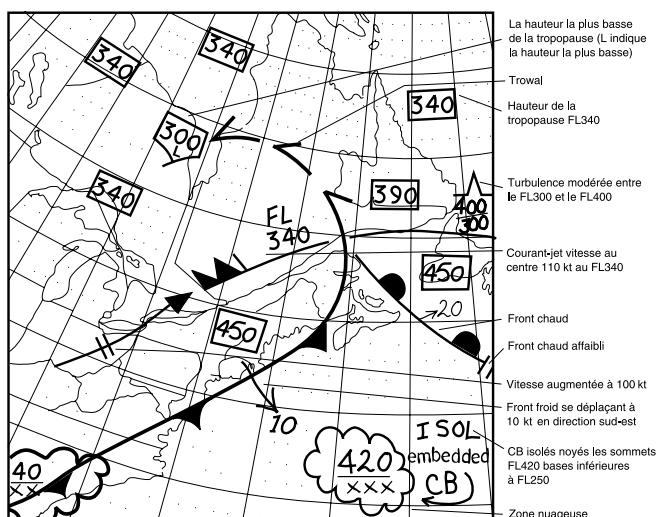 La hauteur la plus basse
de la tropopause (L indique
la hauteur la plus basse)
Trowal
Hauteur de la
tropopause FL340
Turbulence modérée entre
le FL300 et le FL400
Courant-jet vitesse au
centre 110 kt au FL340
Front chaud
Front chaud affaibli
Vitesse augmentée à 100 kt
Front froid se déplaçant à
10 kt en direction sud-est
CB isolés noyés les sommets
FL420 bases inférieures
à FL250
Zone nuageuse
340
340
340
300
L
340
390
400
300
FL
340
450
20
450
10
ISOL
embedded
CB
420
XXX
40
XX